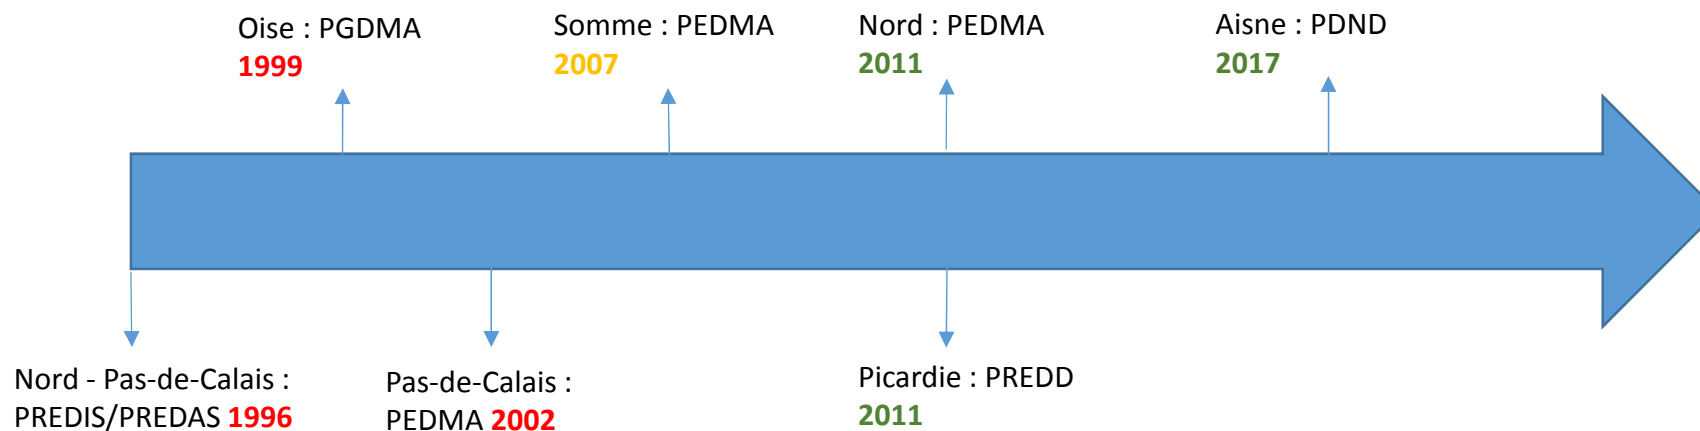 Oise : PGDMA
1999
Somme : PEDMA
2007
Nord : PEDMA
2011
Aisne : PDND
2017
Nord - Pas-de-Calais :
PREDIS/PREDAS 1996
Pas-de-Calais :
PEDMA 2002
Picardie : PREDD
2011